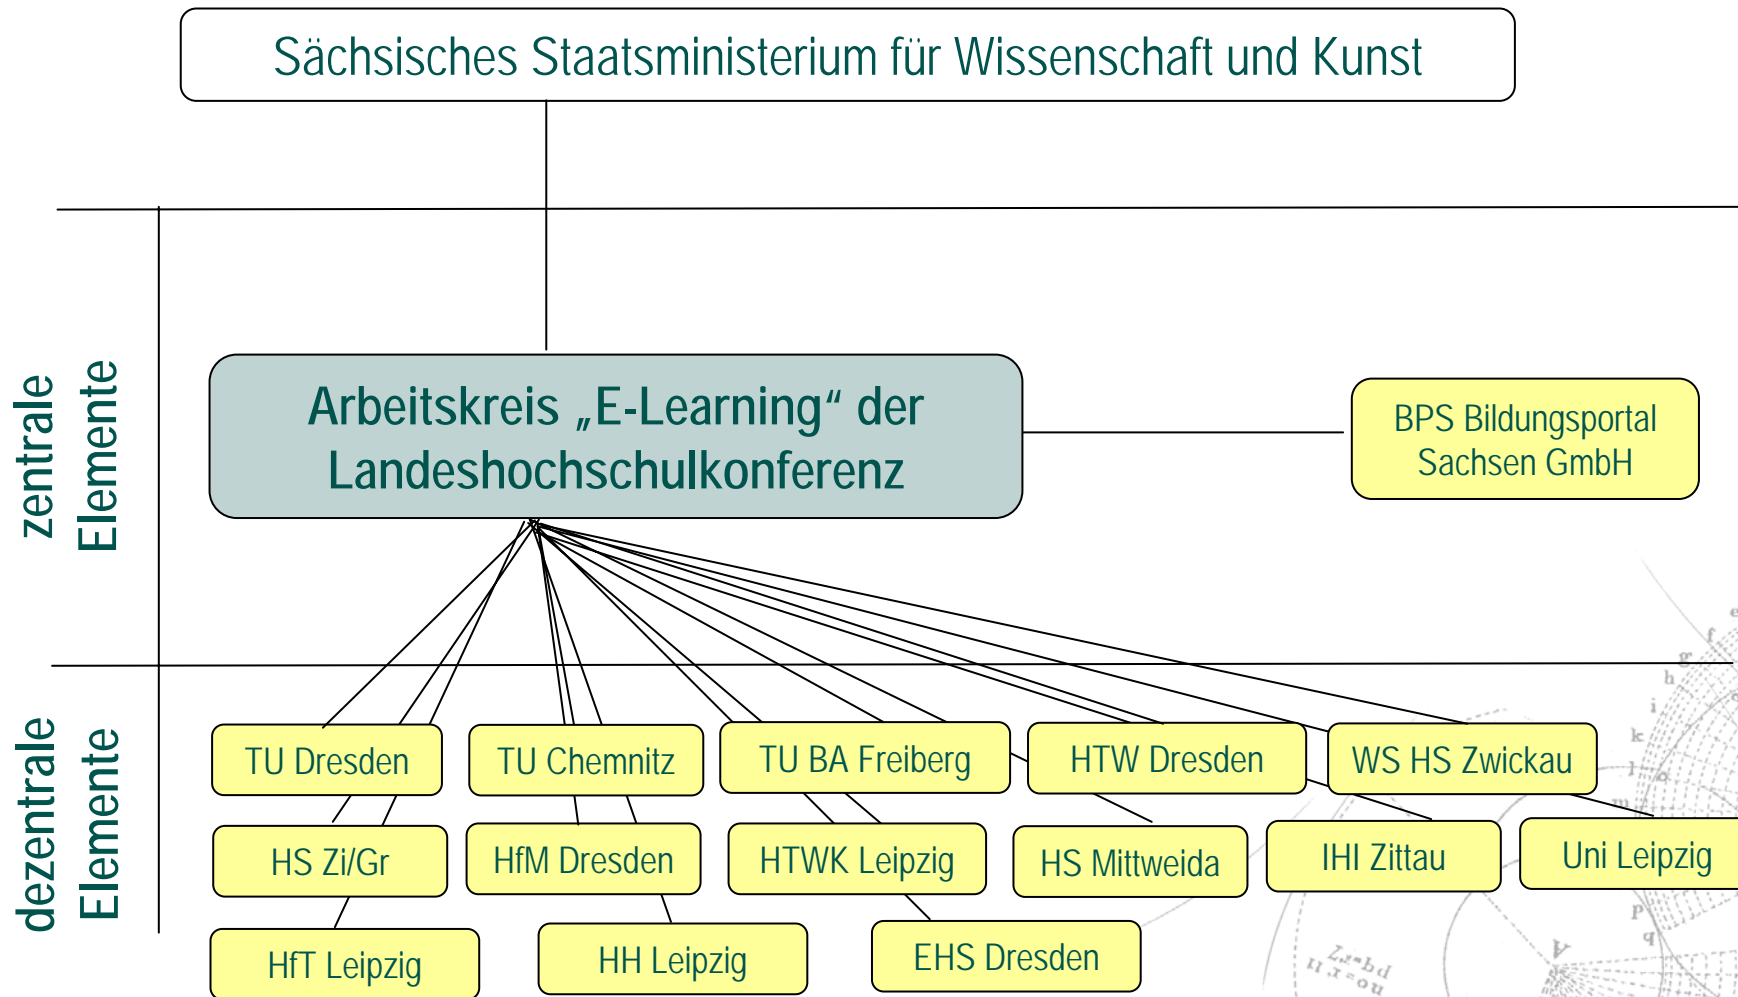 Sächsisches Staatsministerium für Wissenschaft und Kunst
zentrale
Elemente
Arbeitskreis „E-Learning“ der
Landeshochschulkonferenz
BPS Bildungsportal
Sachsen GmbH
dezentrale
Elemente
TU Dresden
TU Chemnitz
TU BA Freiberg
HTW Dresden
WS HS Zwickau
HS Zi/Gr
HfM Dresden
HTWK Leipzig
HS Mittweida
IHI Zittau
Uni Leipzig
HfT Leipzig
HH Leipzig
EHS Dresden
e
f
g
h
i
k
l
m
p
q
A